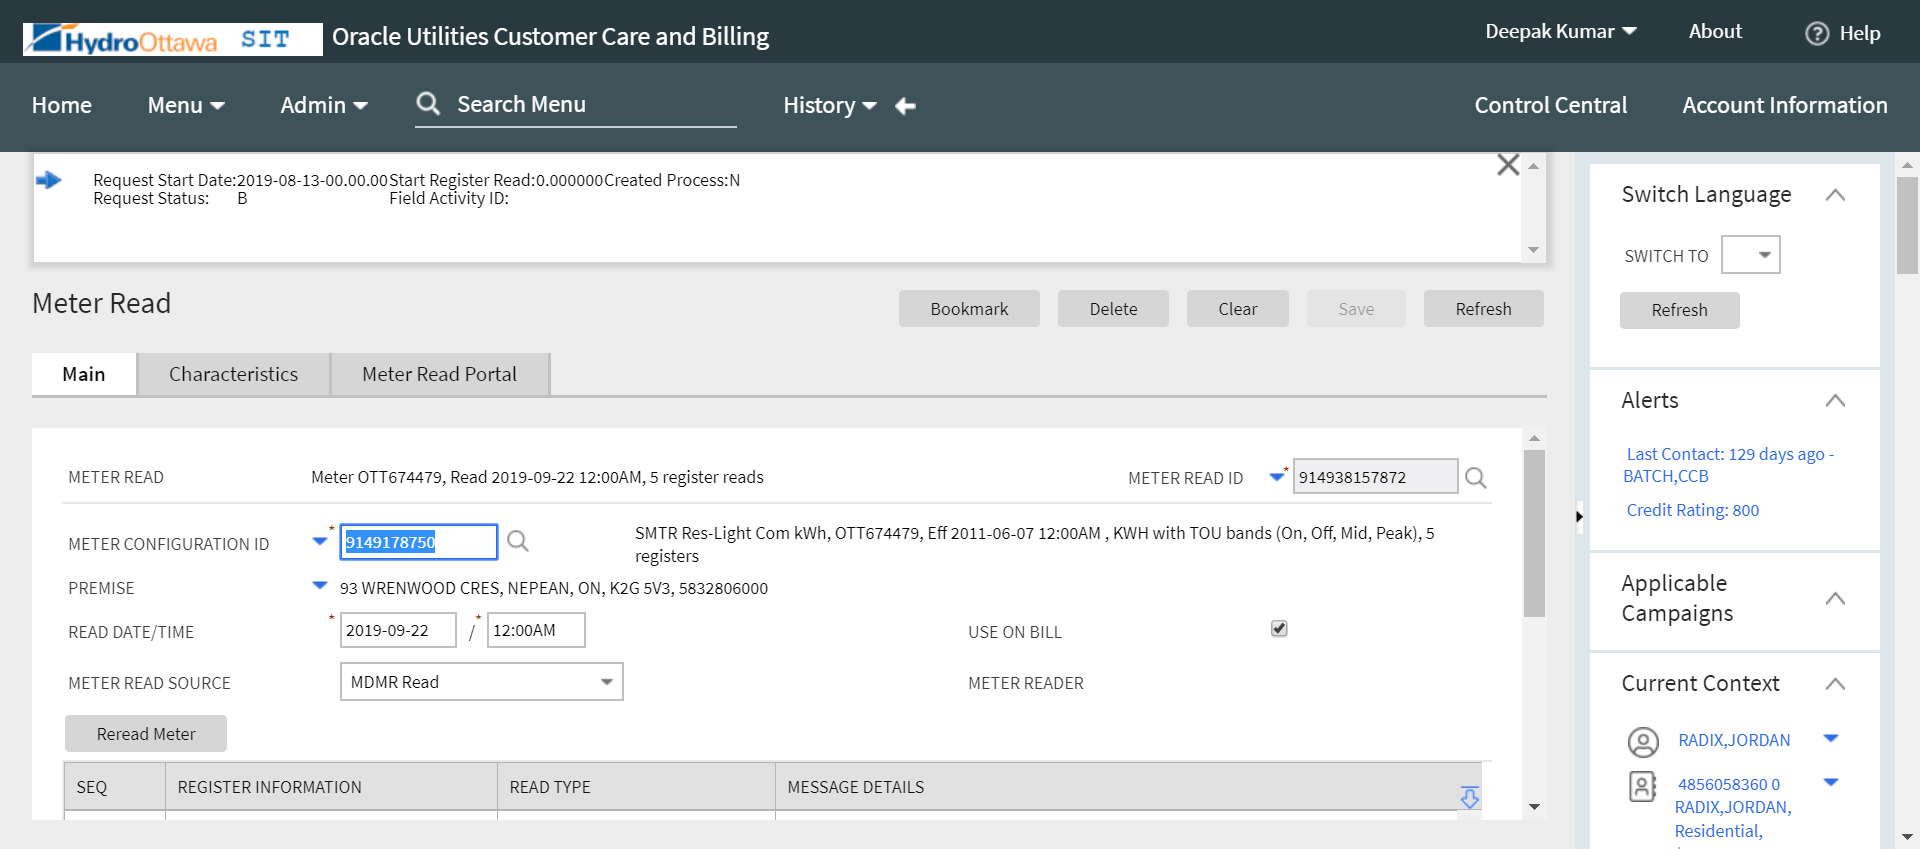 HydroOttawa SIT Oracle Utilities Customer Care and Billing
Deepak Kumar About ? Help
Home Menu Admin Search Menu History Control Central Account Information
Request Start Date:2019-08-13-00.00.00Start Register Read:0.000000Created Process:N
Request Status: B Field Activity ID:
Meter Read
Bookmark Delete Clear Save Refresh
Main Characteristics Meter Read Portal
METER READ Meter OTT674479, Read 2019-09-22 12:00AM, 5 register reads METER READ ID * 914938157872
METER CONFIGURATION ID * 9149178750 SMTR Res-Light Com kWh, OTT674479, Eff 2011-06-07 12:00AM , KWH with TOU bands (On, Off, Mid, Peak), 5
registers
PREMISE 93 WRENWOOD CRES, NEPEAN, ON, K2G 5V3, 5832806000
READ DATE/TIME * 2019-09-22 / * 12:00AM USE ON BILL
METER READ SOURCE MDMR Read METER READER
Reread Meter
SEQ REGISTER INFORMATION READ TYPE MESSAGE DETAILS
Switch Language
SWITCH TO
Refresh
Alerts
Last Contact: 129 days ago -
BATCH,CCB
Credit Rating: 800
Applicable
Campaigns
Current Context
RADIX,JORDAN
4856058360 0
RADIX,JORDAN,
Residential,